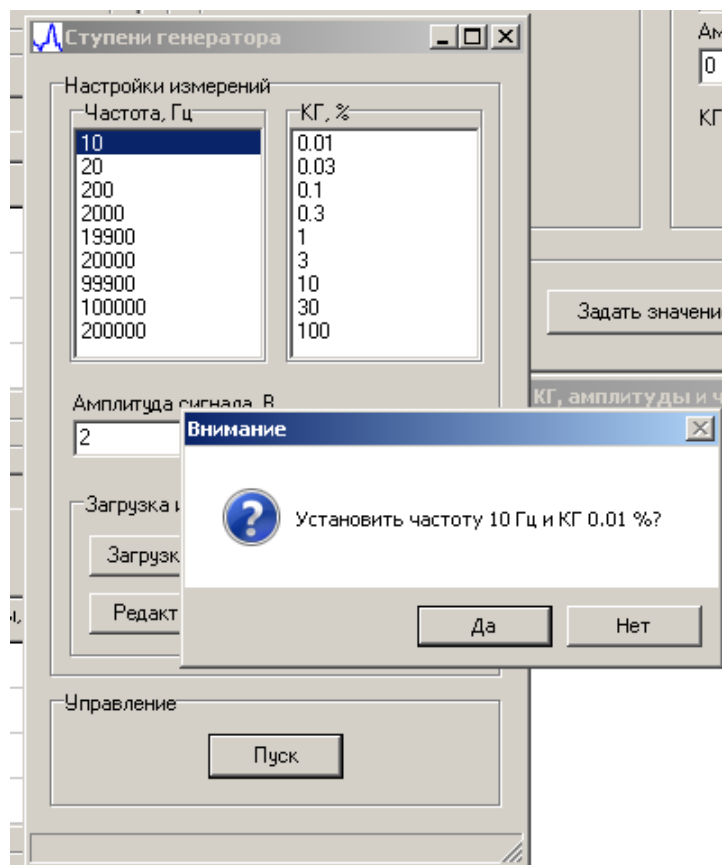 Ступени генератора
Настройки измерений
Частота, Гц
10
20
200
2000
19900
20000
99900
100000
200000
КГ, %
0.01
0.03
0.1
0.3
1
3
10
30
100
Амплитуда сигнала, В
2
Загрузка
Загрузк
Редакт
Внимание
Установить частоту 10 Гц и КГ 0.01 %?
Да
Нет
Управление
Пуск
Ам
0
КГ
Задать значени
КГ, амплитуды и ч
ы,